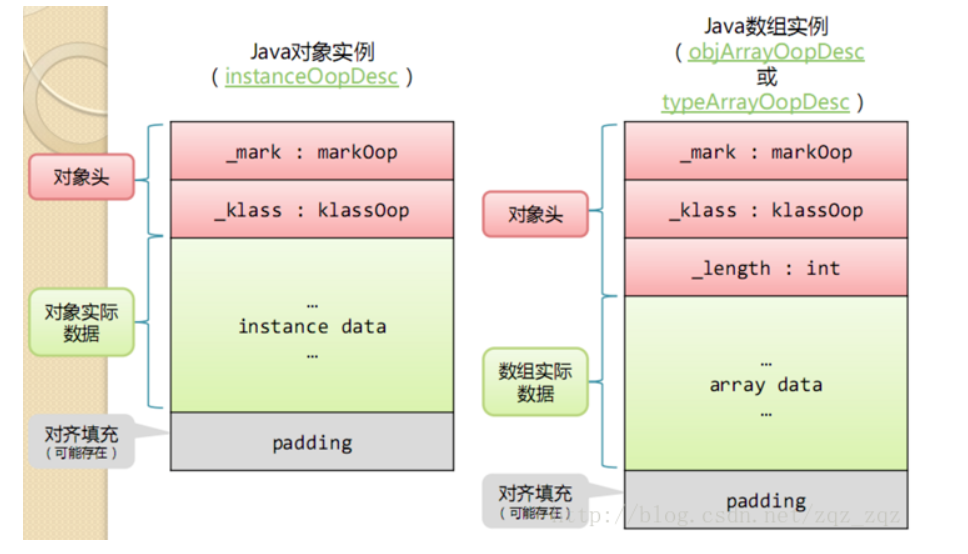 Java对象实例
( instanceOopDesc )
对象头
_mark : markOop
_klass : klassOop
对象实际
数据
…
instance data
…
对齐填充
(可能存在)
padding
Java数组实例
( objArrayOopDesc
或
typeArrayOopDesc )
对象头
_mark : markOop
_klass : klassOop
_length : int
数组实际
数据
…
array data
…
对齐填充
(可能存在)
padding
http://blog.csdn.net/zqz_zqz